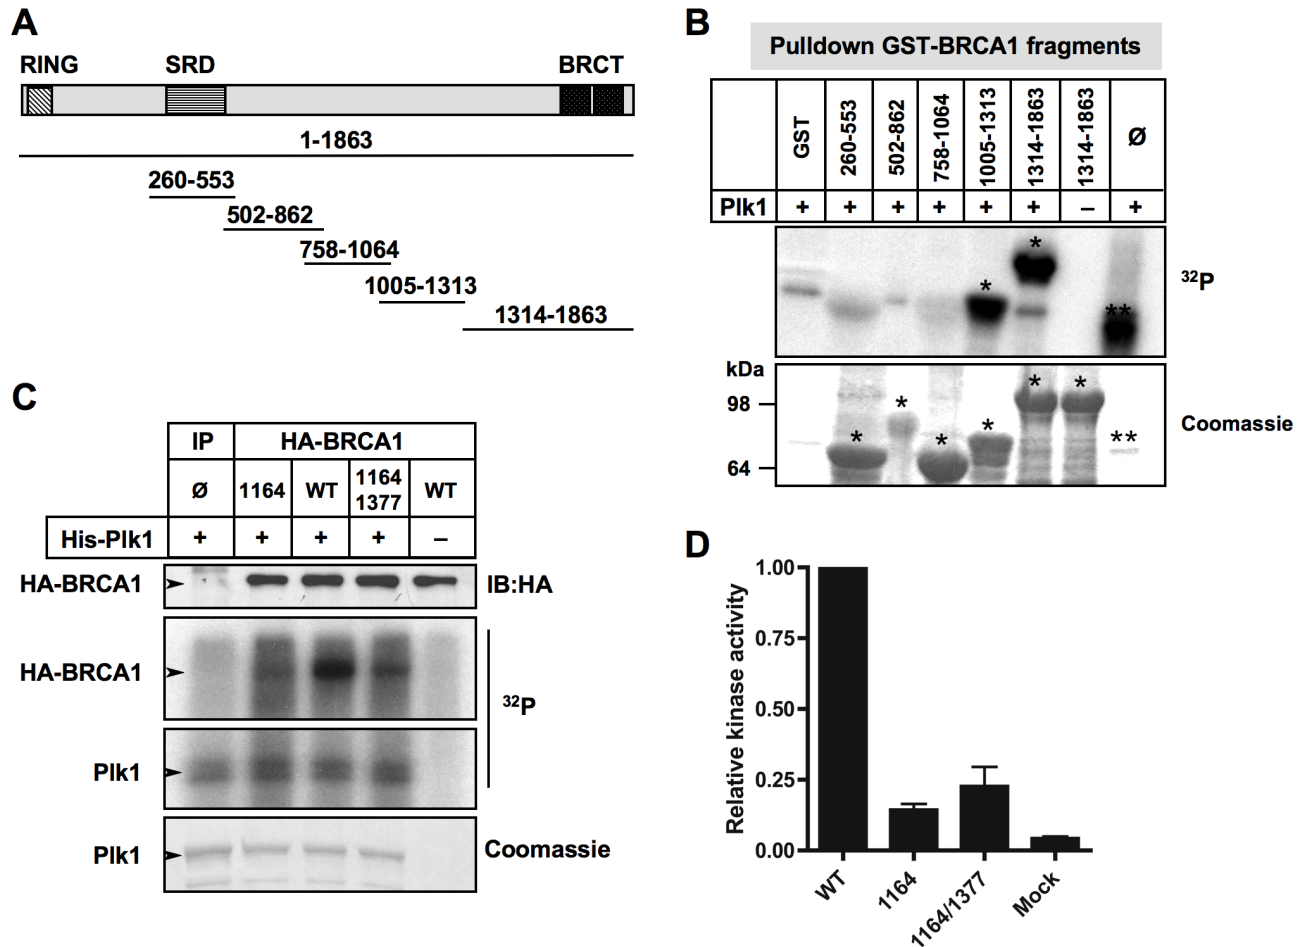 A
RING SRD BRCT
1-1863
260-553
502-862
758-1064
1005-1313
1314-1863
B
Pulldown GST-BRCA1 fragments
GST 260-553 502-862 758-1064 1005-1313 1314-1863 1314-1863 Ø
Plk1 + + + + + + – +
* * **
32P
kDa
98
64
* * * * * * **
Coomassie
C
IP HA-BRCA1
Ø 1164 WT 1164 1377 WT
His-Plk1 + + + + –
HA-BRCA1 IB:HA
HA-BRCA1
32P
Plk1
Plk1 Coomassie
D
Relative kinase activity
1.00
0.75
0.50
0.25
0.00
WT 1164 1164/1377 Mock